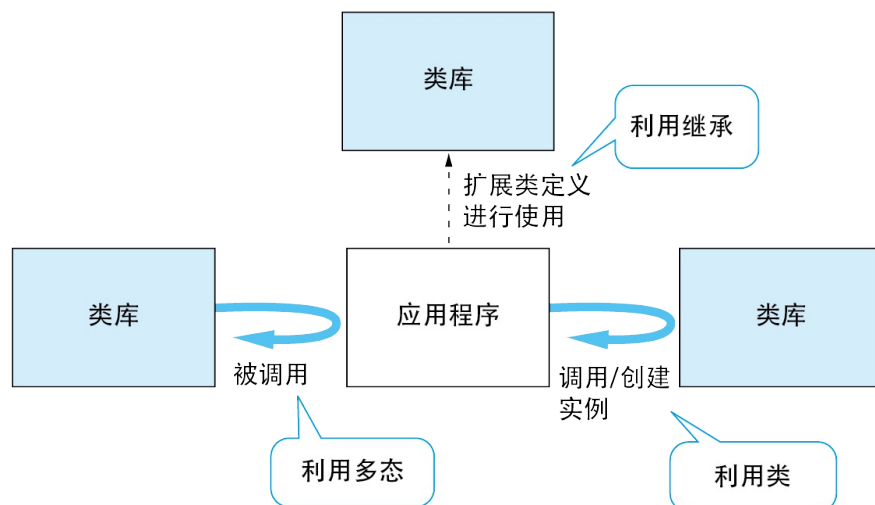 类库
利用继承
扩展类定义
进行使用
类库
应用程序
类库
被调用
调用/创建
实例
利用多态
利用类